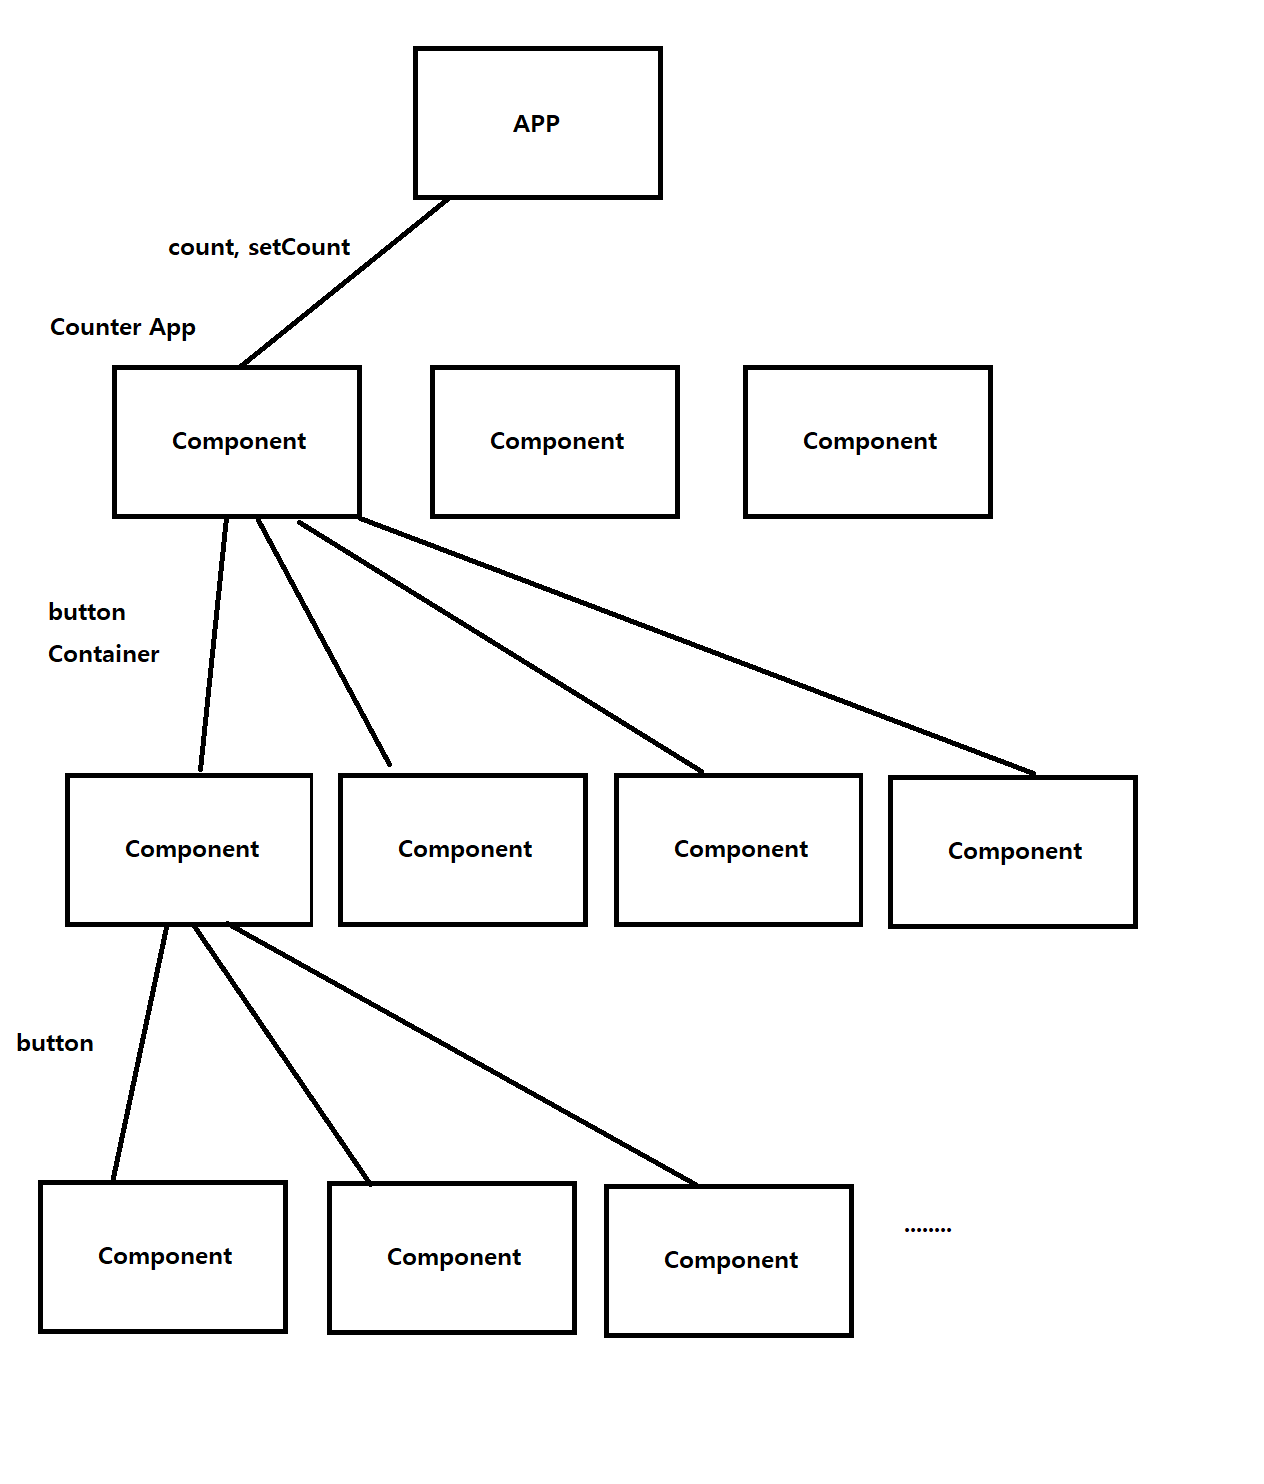 APP
count, setCount
Counter App
Component
Component
Component
button
Container
Component
Component
Component
Component
button
Component
Component
Component
........